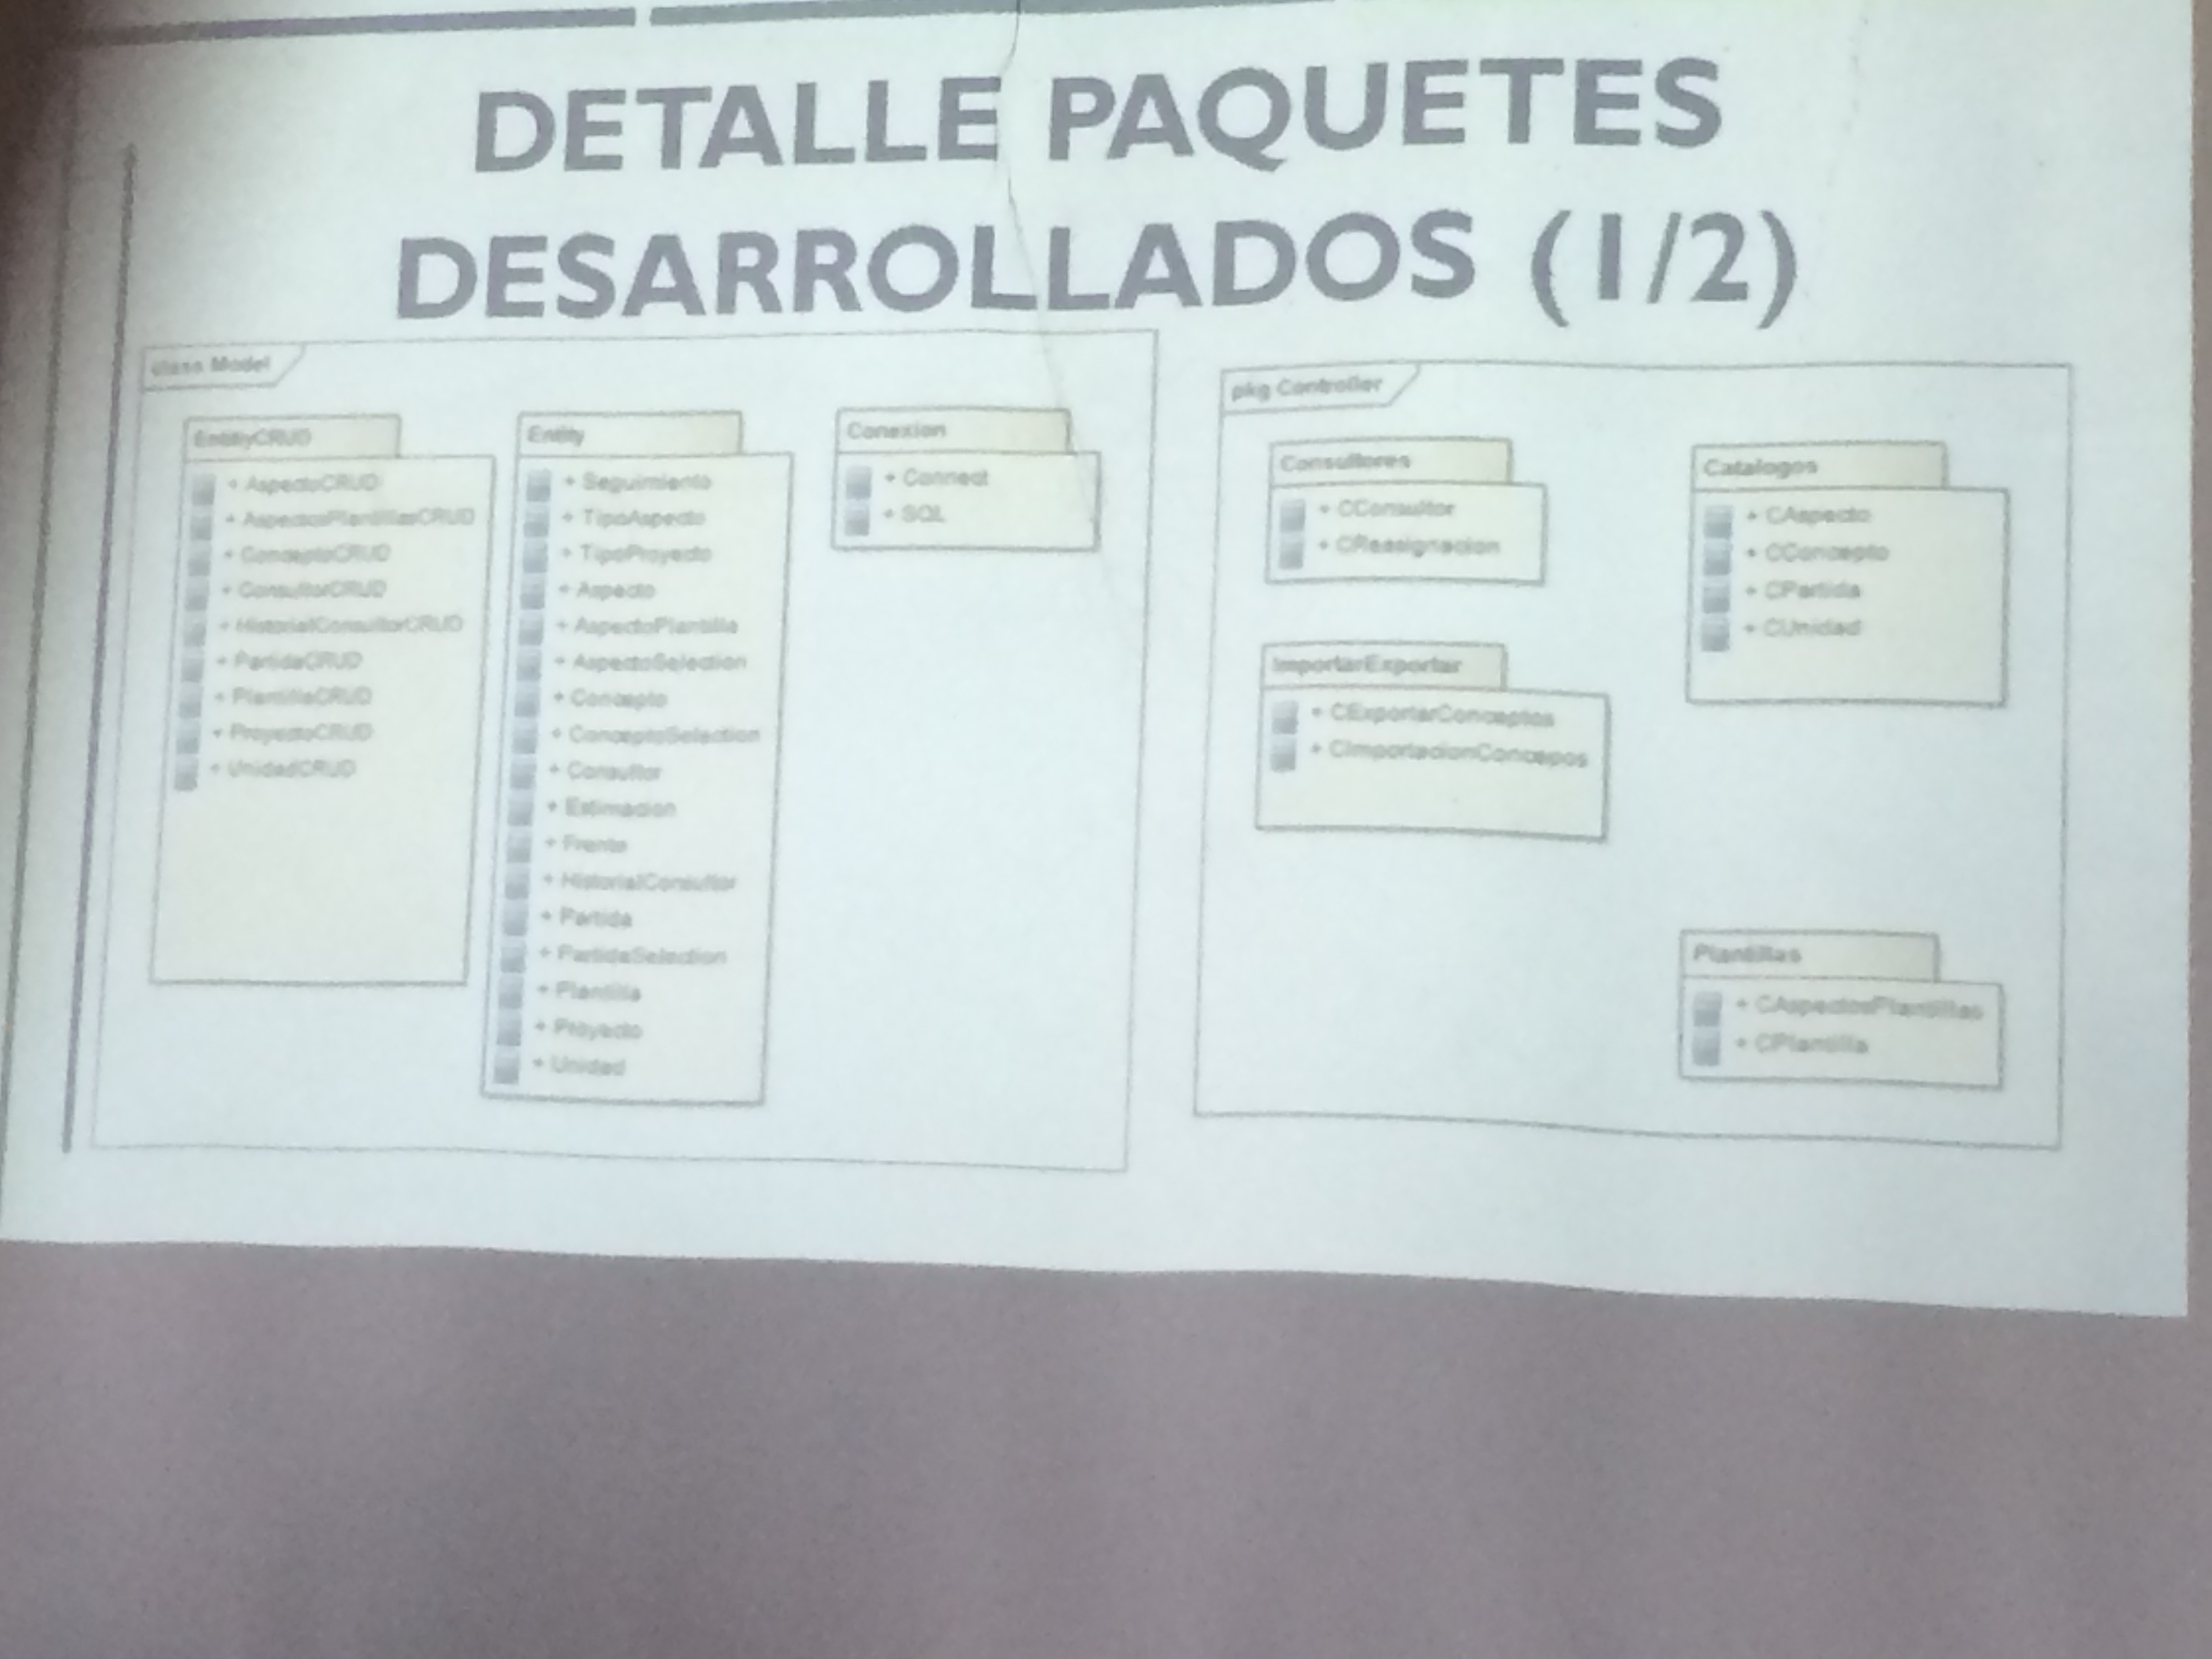 DETALLE PAQUETES
DESARROLLADOS (1/2)
class Model
EntityCRUD
+ AspectoCRUD
+ AspectosPlantillasCRUD
+ ConceptoCRUD
+ ConsultorCRUD
+ HistorialConsultorCRUD
+ PartidaCRUD
+ PlantillaCRUD
+ ProyectoCRUD
+ UnidadCRUD
Entity
+ Seguimiento
+ TipoAspecto
+ TipoProyecto
+ Aspecto
+ AspectoPlantilla
+ AspectoSelection
+ Concepto
+ ConceptoSelection
+ Consultor
+ Estimacion
+ Frente
+ HistorialConsultor
+ Partida
+ PartidaSelection
+ Plantilla
+ Proyecto
+ Unidad
Conexion
+ Connect
+ SQL
pkg Controller
Consultores
+ CConsultor
+ CReasignacion
Catalogos
+ CAspecto
+ CConcepto
+ CPartida
+ CUnidad
ImportarExportar
+ CExportarConceptos
+ CImportacionConcepos
Plantillas
+ CAspectosPlantillas
+ CPlantilla